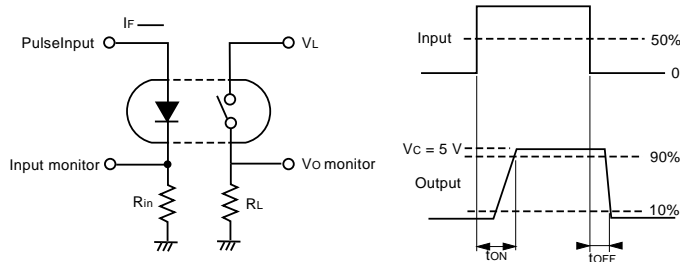 IF
PulseInput
VL
Input monitor
VO monitor
Rin
RL
Input
50%
0
VC = 5 V
90%
Output
10%
tON
tOFF